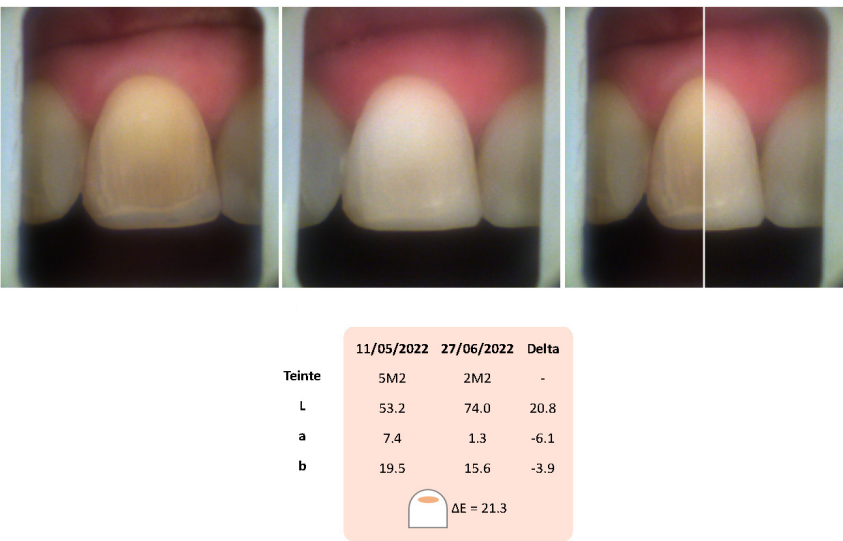 11/05/2022 27/06/2022 Delta
Teinte 5M2 2M2 -
L 53.2 74.0 20.8
a 7.4 1.3 -6.1
b 19.5 15.6 -3.9
ΔE = 21.3